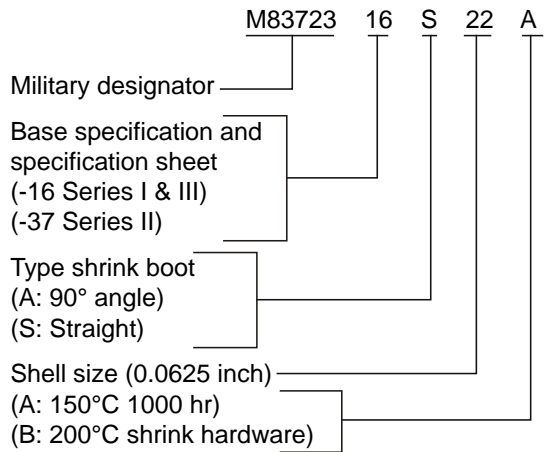 M83723 16 S 22 A
Military designator
Base specification and
specification sheet
(-16 Series I & III)
(-37 Series II)
Type shrink boot
(A: 90° angle)
(S: Straight)
Shell size (0.0625 inch)
(A: 150°C 1000 hr)
(B: 200°C shrink hardware)